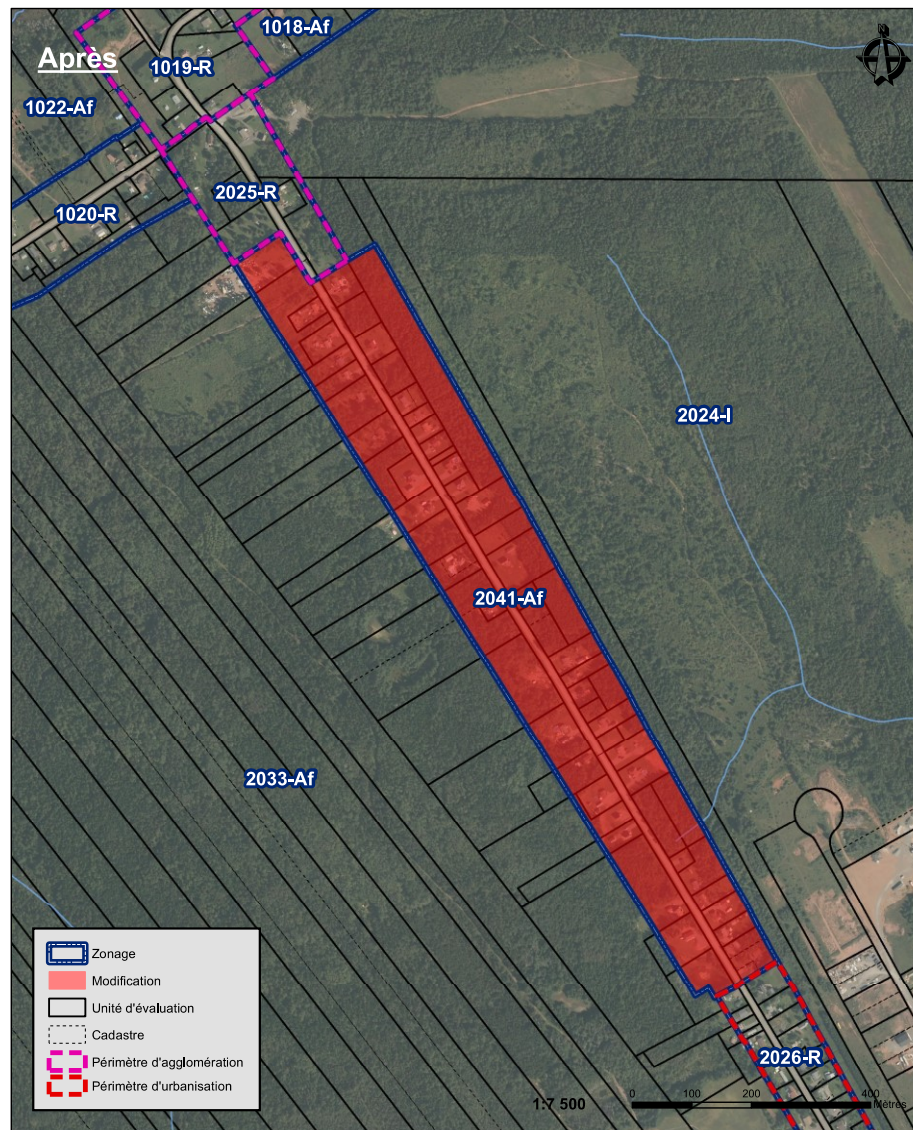 Après
1018-Af
N
1019-R
1022-Af
2025-R
1020-R
2024-I
2041-Af
2033-Af
Zonage
Modification
Unité d'évaluation
Cadastre
Périmètre d'agglomération
Périmètre d'urbanisation
2026-R
1:7 500
0 100 200 400
Mètres